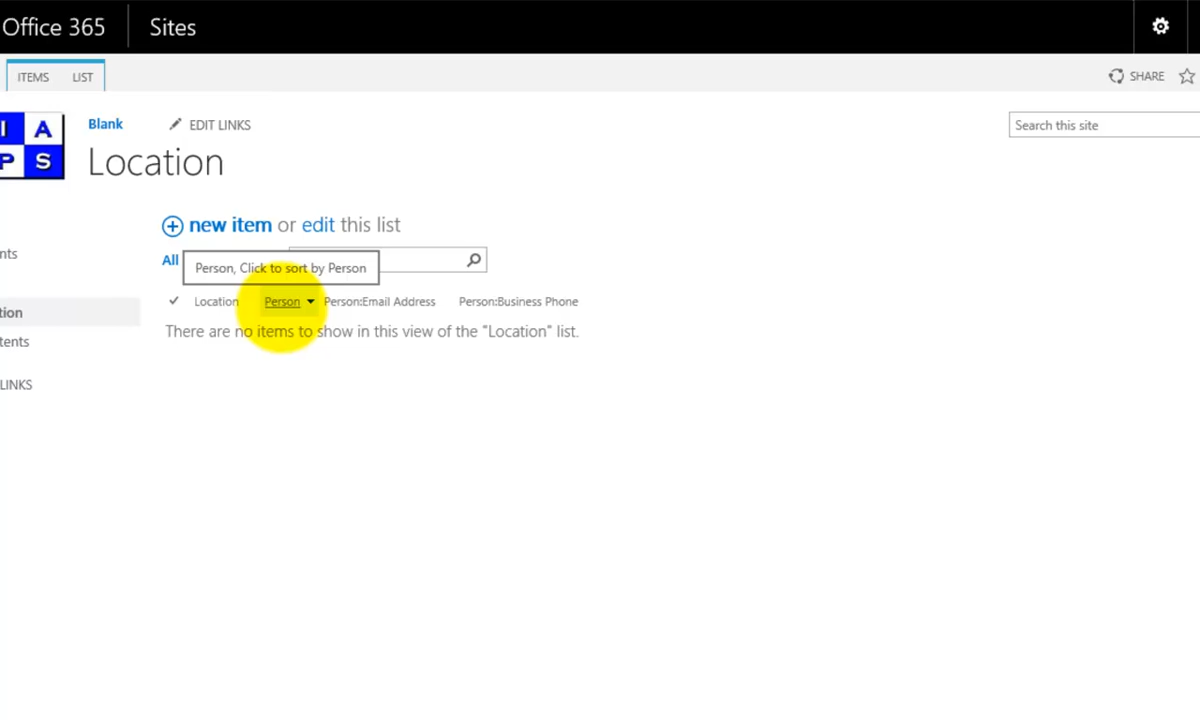 Office 365 Sites
ITEMS LIST SHARE
I A
P S
Blank EDIT LINKS
Search this site
Location
new item or edit this list
nts
All
Person, Click to sort by Person
Location Person Person:Email Address Person:Business Phone
tion
There are no items to show in this view of the "Location" list.
tents
LINKS